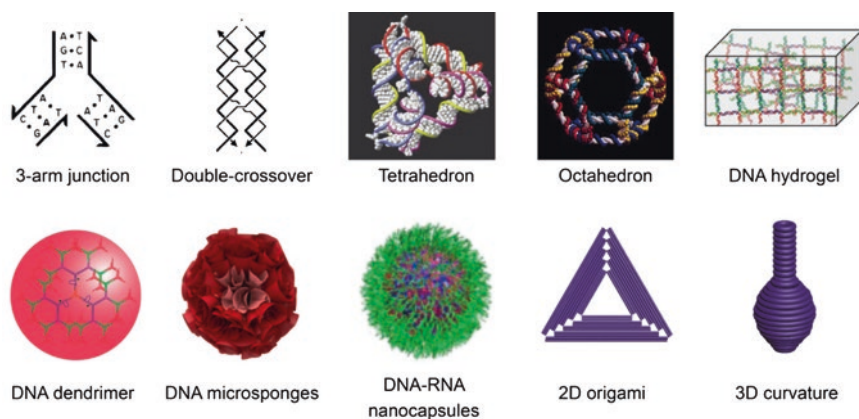 A T
G C
T A
3-arm junction
Double-crossover
Tetrahedron
Octahedron
DNA hydrogel
DNA dendrimer
DNA microsponges
DNA-RNA
nanocapsules
2D origami
3D curvature